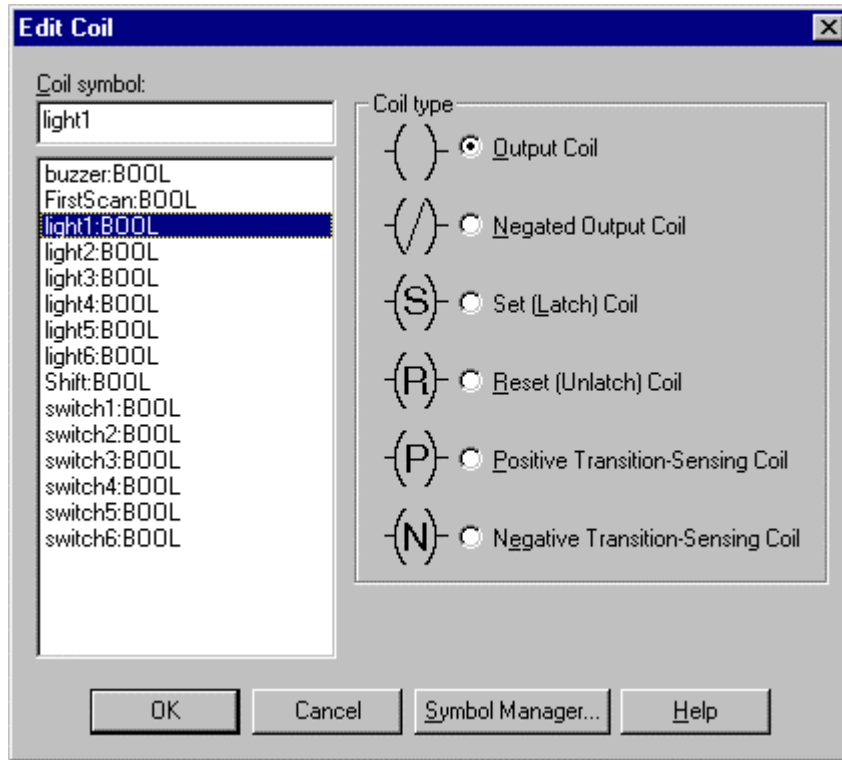 Edit Coil
Coil symbol:
light1
buzzer:BOOL
FirstScan:BOOL
light1:BOOL
light2:BOOL
light3:BOOL
light4:BOOL
light5:BOOL
light6:BOOL
Shift:BOOL
switch1:BOOL
switch2:BOOL
switch3:BOOL
switch4:BOOL
switch5:BOOL
switch6:BOOL
Coil type
Output Coil
Negated Output Coil
S Set (Latch) Coil
R Reset (Unlatch) Coil
P Positive Transition-Sensing Coil
N Negative Transition-Sensing Coil
OK Cancel Symbol Manager... Help